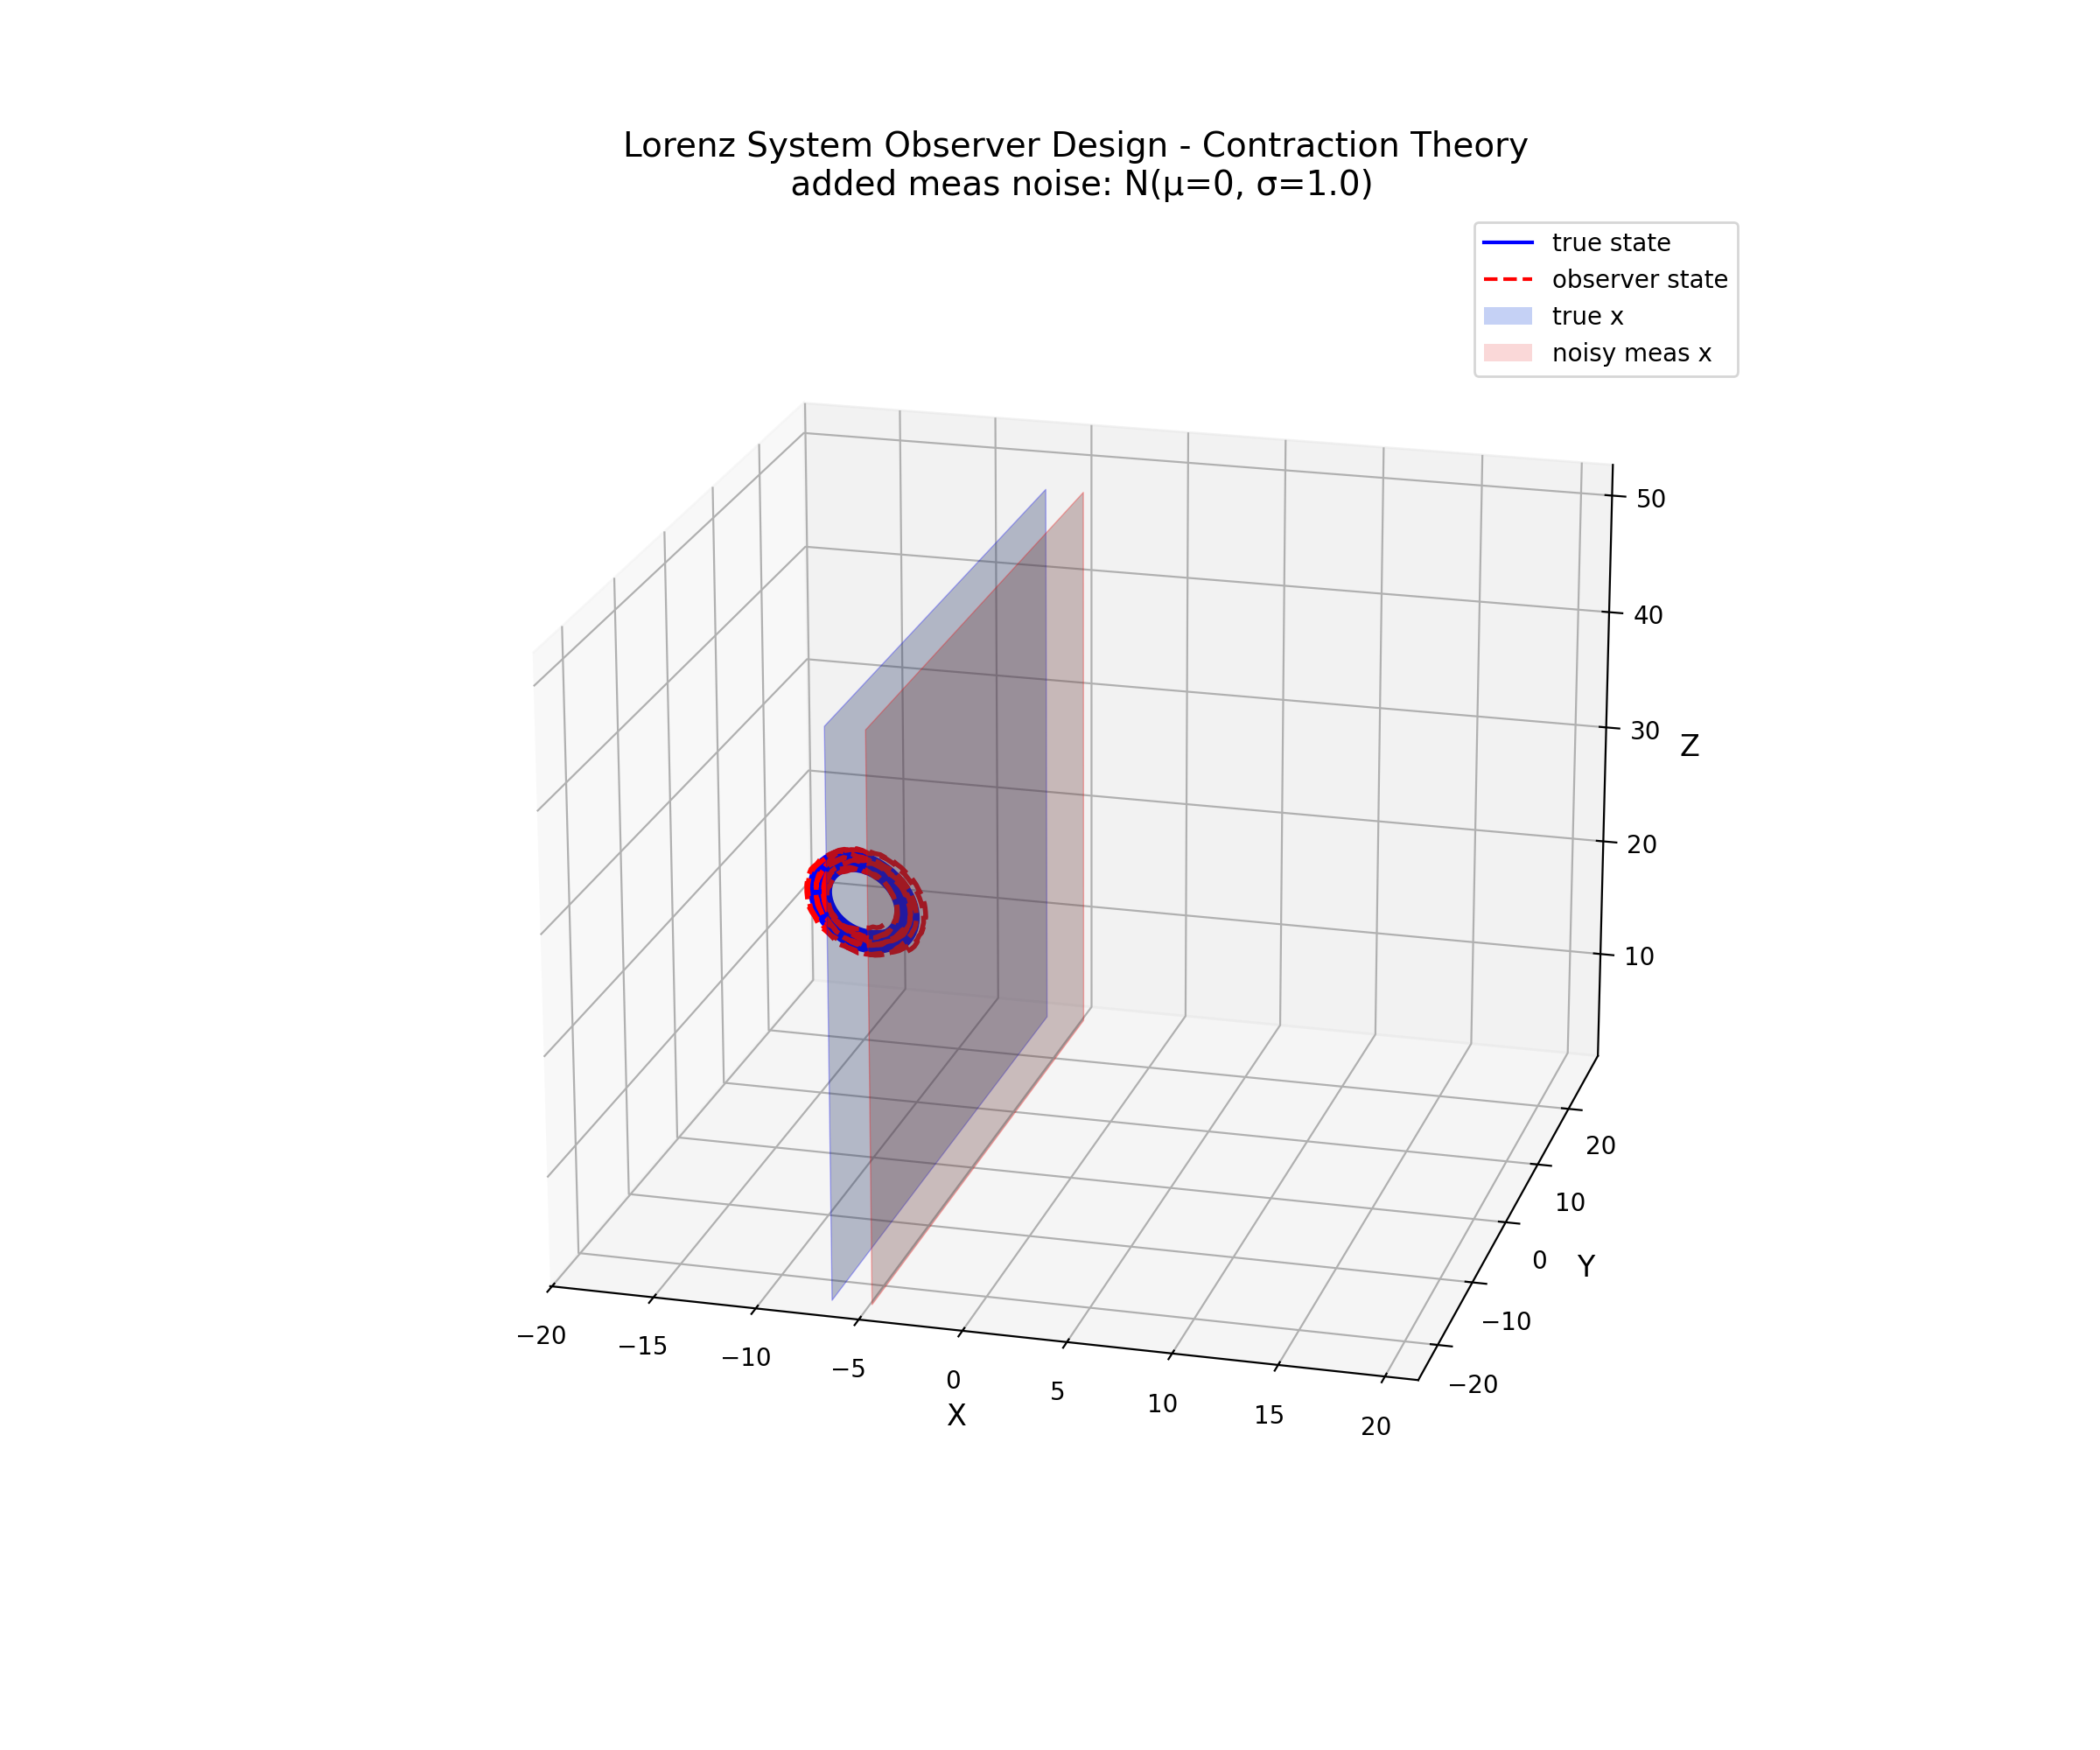 Lorenz System Observer Design - Contraction Theory
added meas noise: N(μ=0, σ=1.0)
true state
observer state
true x
noisy meas x
50
40
30
Z
20
10
20
10
0
Y
−10
−20
−20
−15
−10
−5
0
5
10
15
20
X